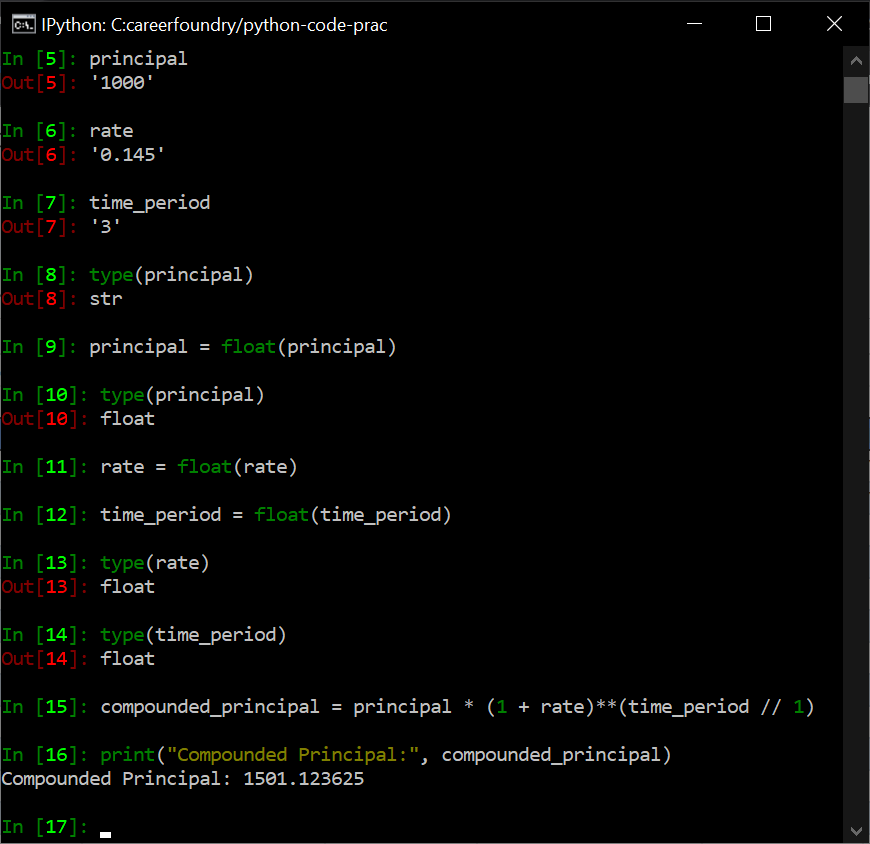 IPython: C:careerfoundry/python-code-prac
In [5]: principal
Out[5]: '1000'
In [6]: rate
Out[6]: '0.145'
In [7]: time_period
Out[7]: '3'
In [8]: type(principal)
Out[8]: str
In [9]: principal = float(principal)
In [10]: type(principal)
Out[10]: float
In [11]: rate = float(rate)
In [12]: time_period = float(time_period)
In [13]: type(rate)
Out[13]: float
In [14]: type(time_period)
Out[14]: float
In [15]: compounded_principal = principal * (1 + rate)**(time_period // 1)
In [16]: print("Compounded Principal:", compounded_principal)
Compounded Principal: 1501.123625
In [17]: